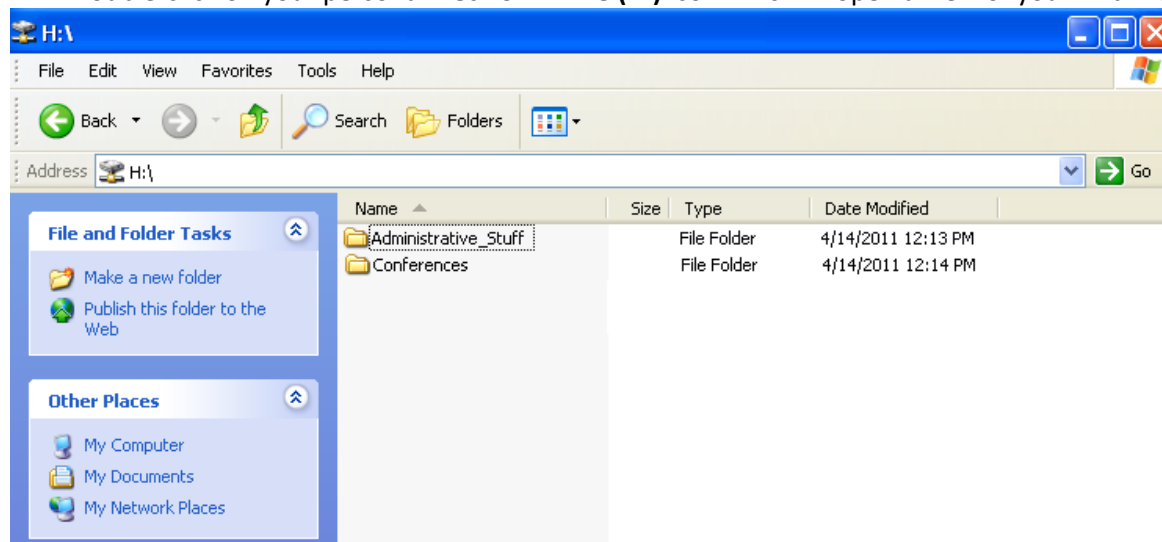 H:\
File Edit View Favorites Tools Help
Back Search Folders
Address H:\ Go
Name Size Type Date Modified
File and Folder Tasks
Make a new folder
Publish this folder to the
Web
Other Places
My Computer
My Documents
My Network Places
Administrative_Stuff File Folder 4/14/2011 12:13 PM
Conferences File Folder 4/14/2011 12:14 PM